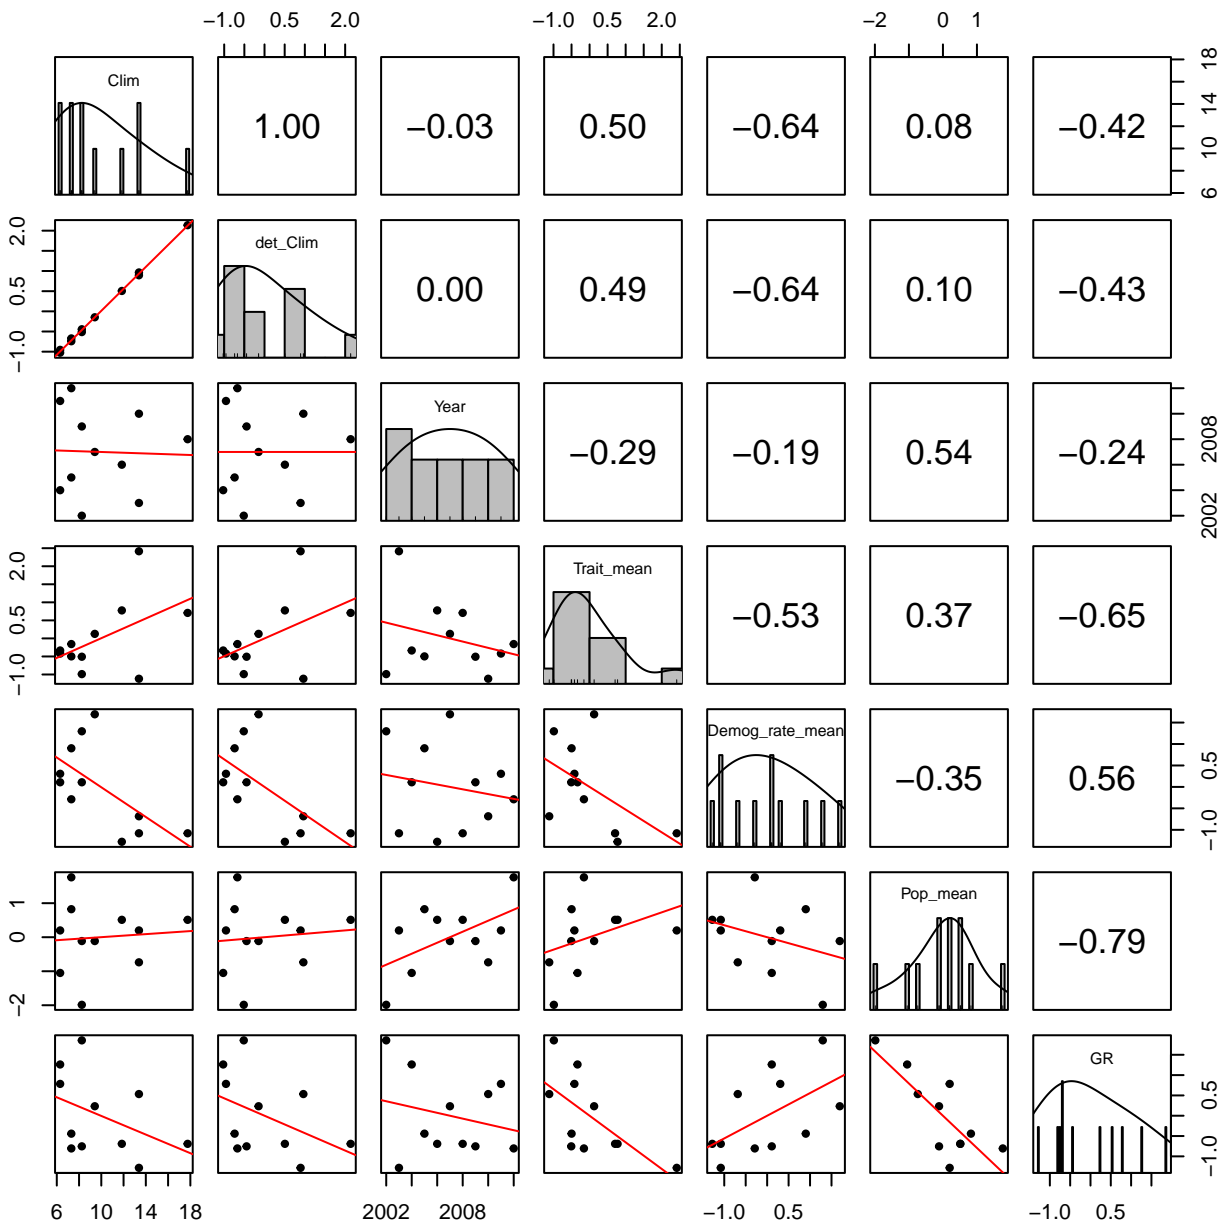 −1.0 0.5 2.0 −1.0 0.5 2.0 −2 0 1
Clim 1.00 −0.03 0.50 −0.64 0.08 −0.42 6 10 14 18
−1.0 0.5 2.0 det_Clim 0.00 0.49 −0.64 0.10 −0.43
Year −0.29 −0.19 0.54 −0.24 2002 2008
−1.0 0.5 2.0 Trait_mean −0.53 0.37 −0.65
Demog_rate_mean −0.35 0.56 −1.0 0.5
−2 0 1 Pop_mean −0.79
GR −1.0 0.5
6 10 14 18 2002 2008 −1.0 0.5 −1.0 0.5